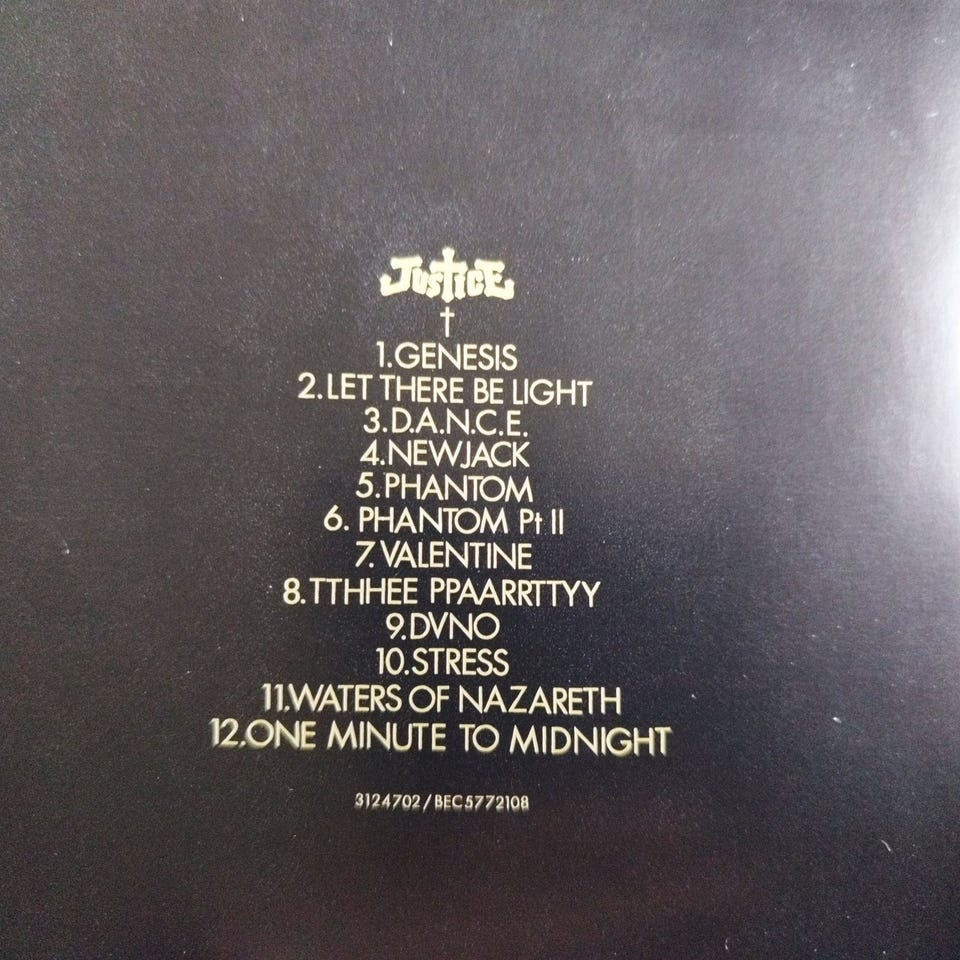 JUSTICE
†
1.GENESIS
2.LET THERE BE LIGHT
3.D.A.N.C.E.
4.NEWJACK
5.PHANTOM
6. PHANTOM Pt II
7.VALENTINE
8.TTHHEE PPAARRTTYY
9.DVNO
10.STRESS
11.WATERS OF NAZARETH
12.ONE MINUTE TO MIDNIGHT
3124702/BEC5772108